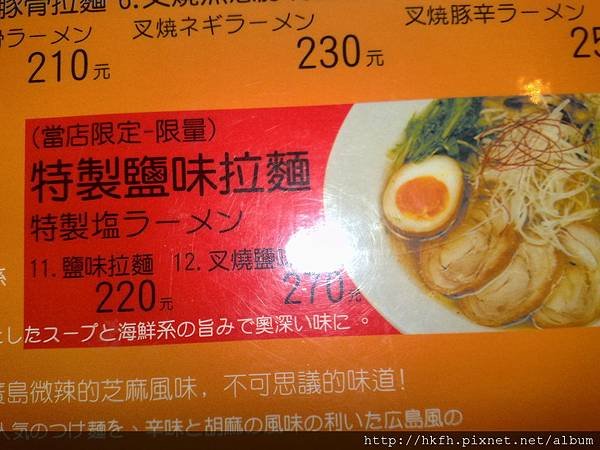 豚骨拉麵 6.叉燒
ラーメン 叉焼ネギラーメン 叉焼豚辛ラーメン
210元 230元 25
(當店限定-限量)
特製鹽味拉麵
特製塩ラーメン
11. 鹽味拉麵 12. 叉燒鹽味
220元 270元
としたスープと海鮮系の旨みで奥深い味に。
廣島微辣的芝麻風味,不可思議的味道!
人気のつけ麺を、辛味と胡麻の風味の利いた広島風の
http://hkfh.pixnet.net/album